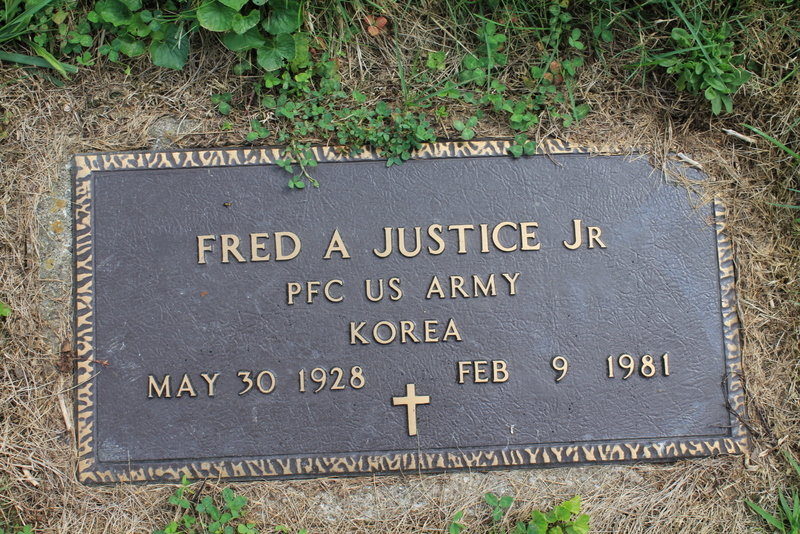 FRED A JUSTICE JR
PFC US ARMY
KOREA
MAY 30 1928 FEB 9 1981